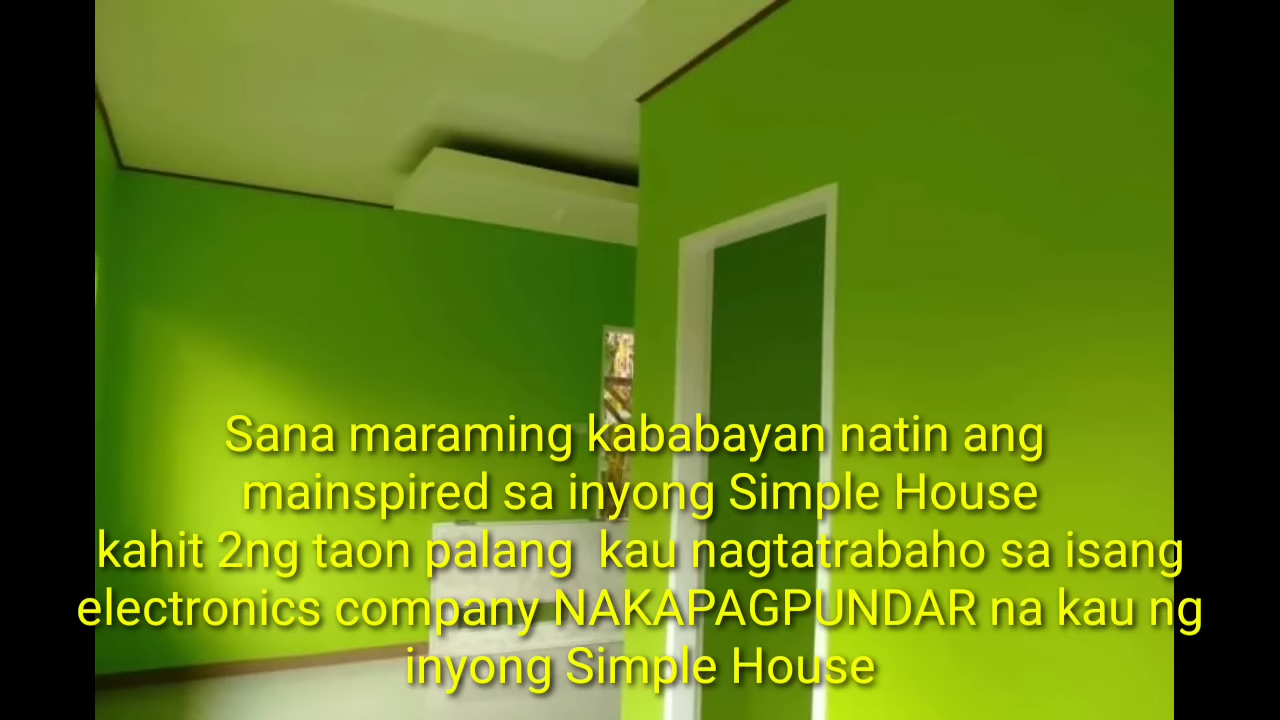 Sana maraming kababayan natin ang
mainspired sa inyong Simple House
kahit 2ng taon palang kau nagtatrabaho sa isang
electronics company NAKAPAGPUNDAR na kau ng
inyong Simple House